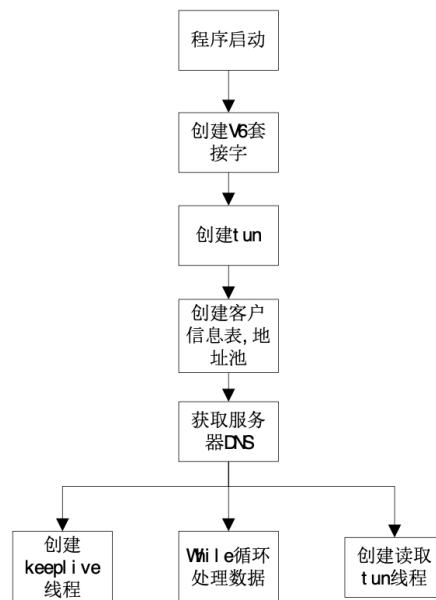 程序启动
创建V6套
接字
创建tun
创建客户
信息表,地
址池
获取服务
器DNS
创建
keeplive
线程
While循环
处理数据
创建读取
tun线程